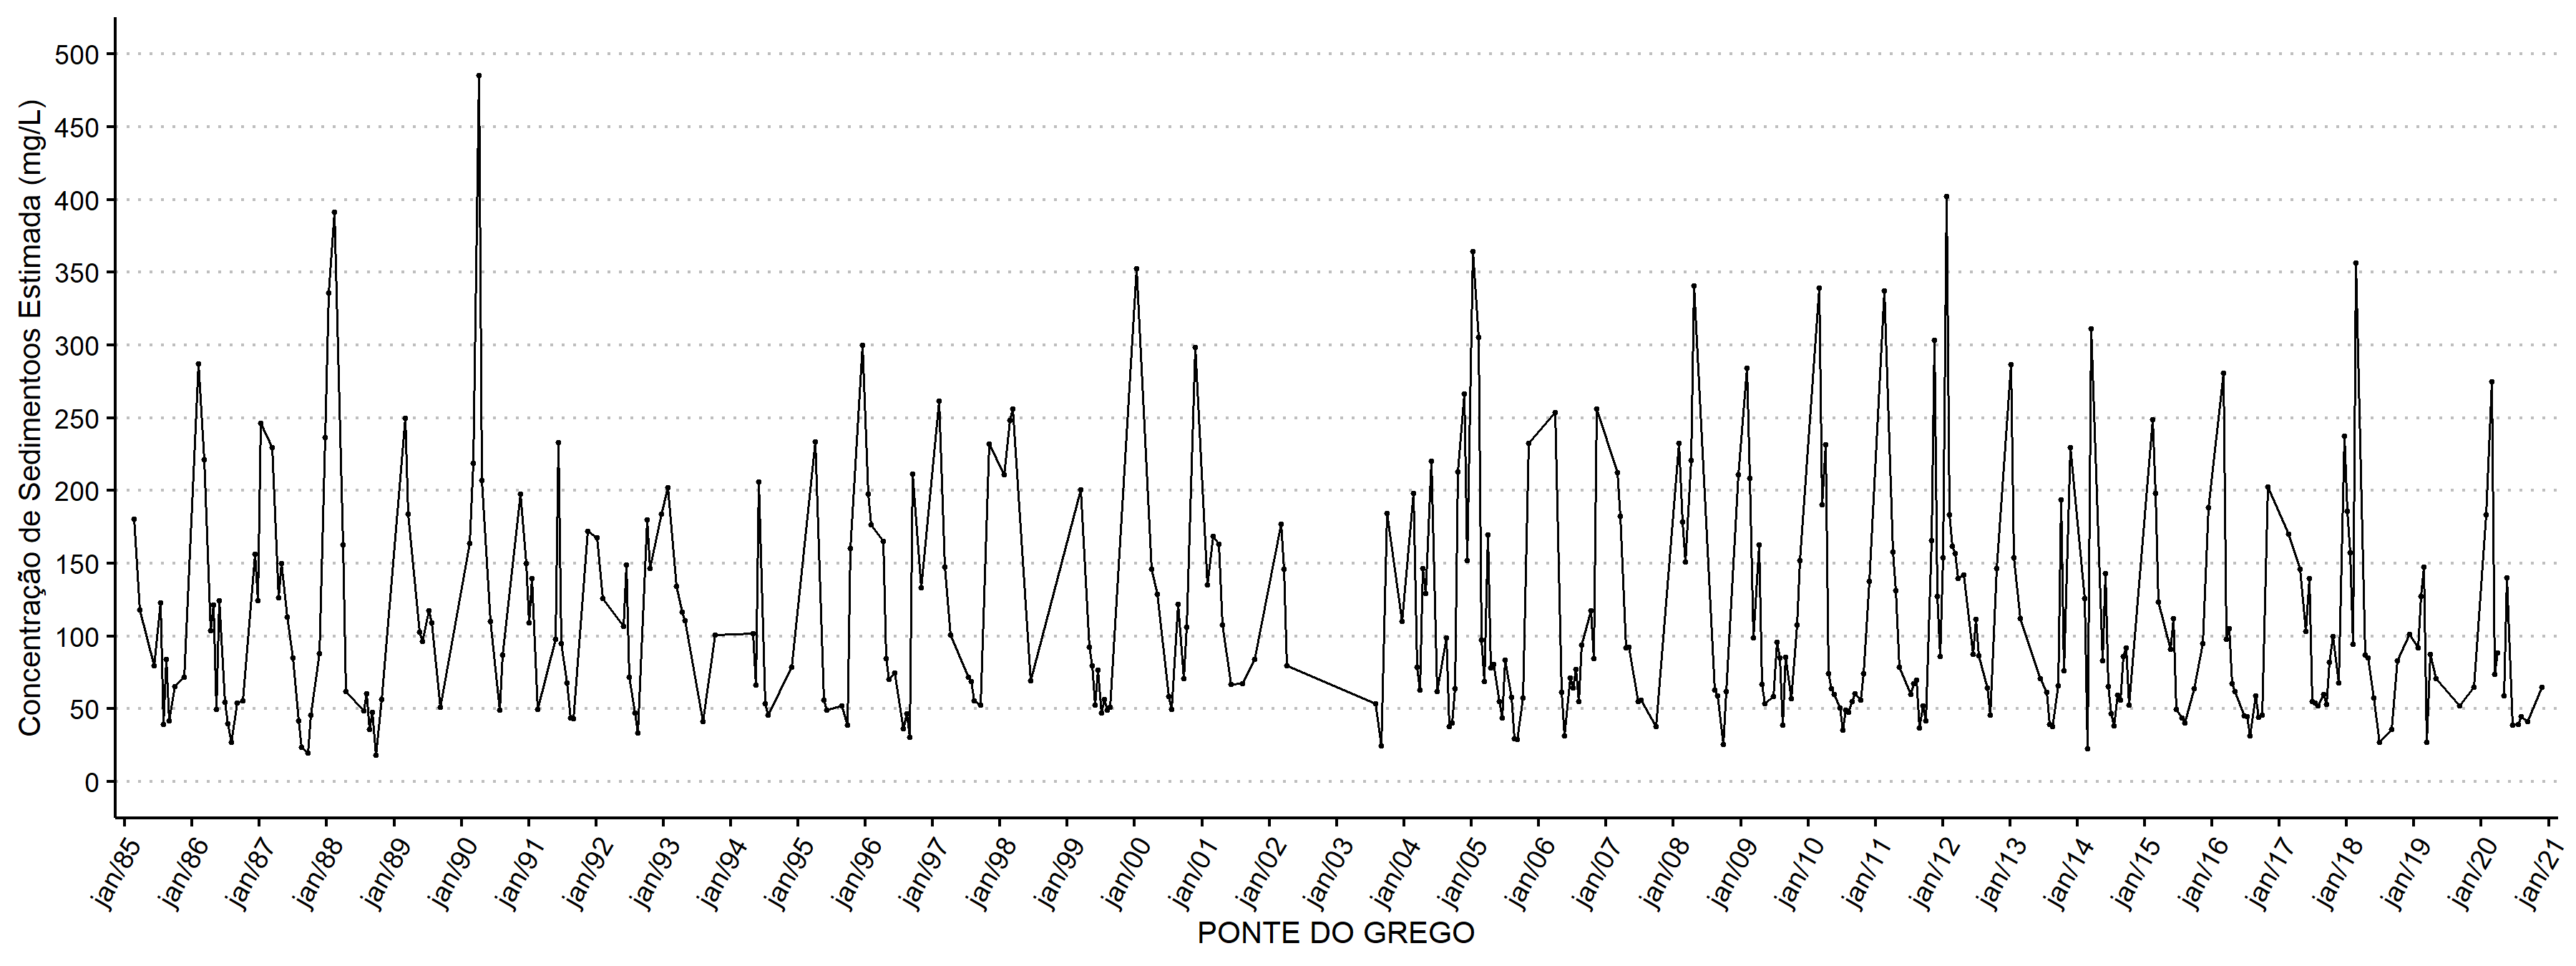 Concentração de Sedimentoos Estimada (mg/L)
500
450
400
350
300
250
200
150
100
50
0
jan/85
jan/86
jan/87
jan/88
jan/89
jan/90
jan/91
jan/92
jan/93
jan/94
jan/95
jan/96
jan/97
jan/98
jan/99
jan/00
jan/01
jan/02
jan/03
jan/04
jan/05
jan/06
jan/07
jan/08
jan/09
jan/10
jan/11
jan/12
jan/13
jan/14
jan/15
jan/16
jan/17
jan/18
jan/19
jan/20
jan/21
PONTE DO GREGO